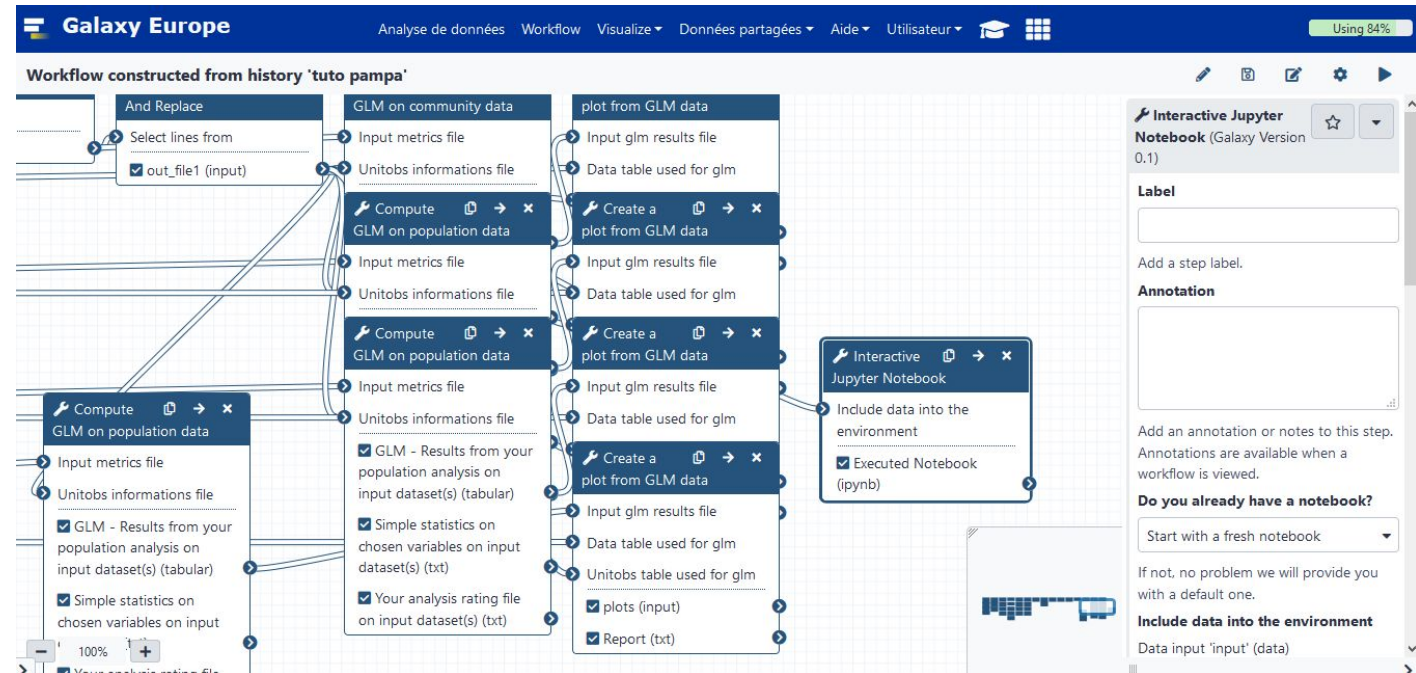 Galaxy Europe
Analyse de données Workflow Visualize Données partagées Aide Utilisateur
Using 84%
Workflow constructed from history 'tuto pampa'
And Replace
Select lines from
out_file1 (input)
GLM on community data
Input metrics file
Unitobs informations file
Compute
GLM on population data
Input metrics file
Unitobs informations file
Compute
GLM on population data
Input metrics file
Unitobs informations file
GLM - Results from your
population analysis on
input dataset(s) (tabular)
Simple statistics on
chosen variables on input
dataset(s) (txt)
Your analysis rating file
on input dataset(s) (txt)
Compute
GLM on population data
Input metrics file
Unitobs informations file
GLM - Results from your
population analysis on
input dataset(s) (tabular)
Simple statistics on
chosen variables on input
Your analysis rating file
100%
plot from GLM data
Input glm results file
Data table used for glm
Create a
plot from GLM data
Input glm results file
Data table used for glm
Create a
plot from GLM data
Input glm results file
Data table used for glm
Create a
plot from GLM data
Input glm results file
Data table used for glm
Unitobs table used for glm
plots (input)
Report (txt)
Interactive
Jupyter Notebook
Include data into the
environment
Executed Notebook
(ipynb)
Interactive Jupyter
Notebook (Galaxy Version
0.1)
Label
Add a step label.
Annotation
Add an annotation or notes to this step.
Annotations are available when a
workflow is viewed.
Do you already have a notebook?
Start with a fresh notebook
If not, no problem we will provide you
with a default one.
Include data into the environment
Data input 'input' (data)